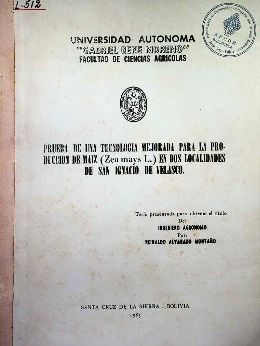 L-512
UNIVERSIDAD AUTONOMA
"GABRIEL RENE MORENO"
FACULTAD DE CIENCIAS AGRICOLAS
PRUEBA DE UNA TECNOLOGIA MEJORADA PARA LA PRO-
DUCCION DE MAIZ (Zea mays L.) EN DOS LOCALIDADES
DE SAN IGNACIO DE VELASCO.
Tesis presentada para obtener el título
De:
INGENIERO AGRONOMO
Por:
REYNALDO ALVARADO MONTAÑO
SANTA CRUZ DE LA SIERRA - BOLIVIA